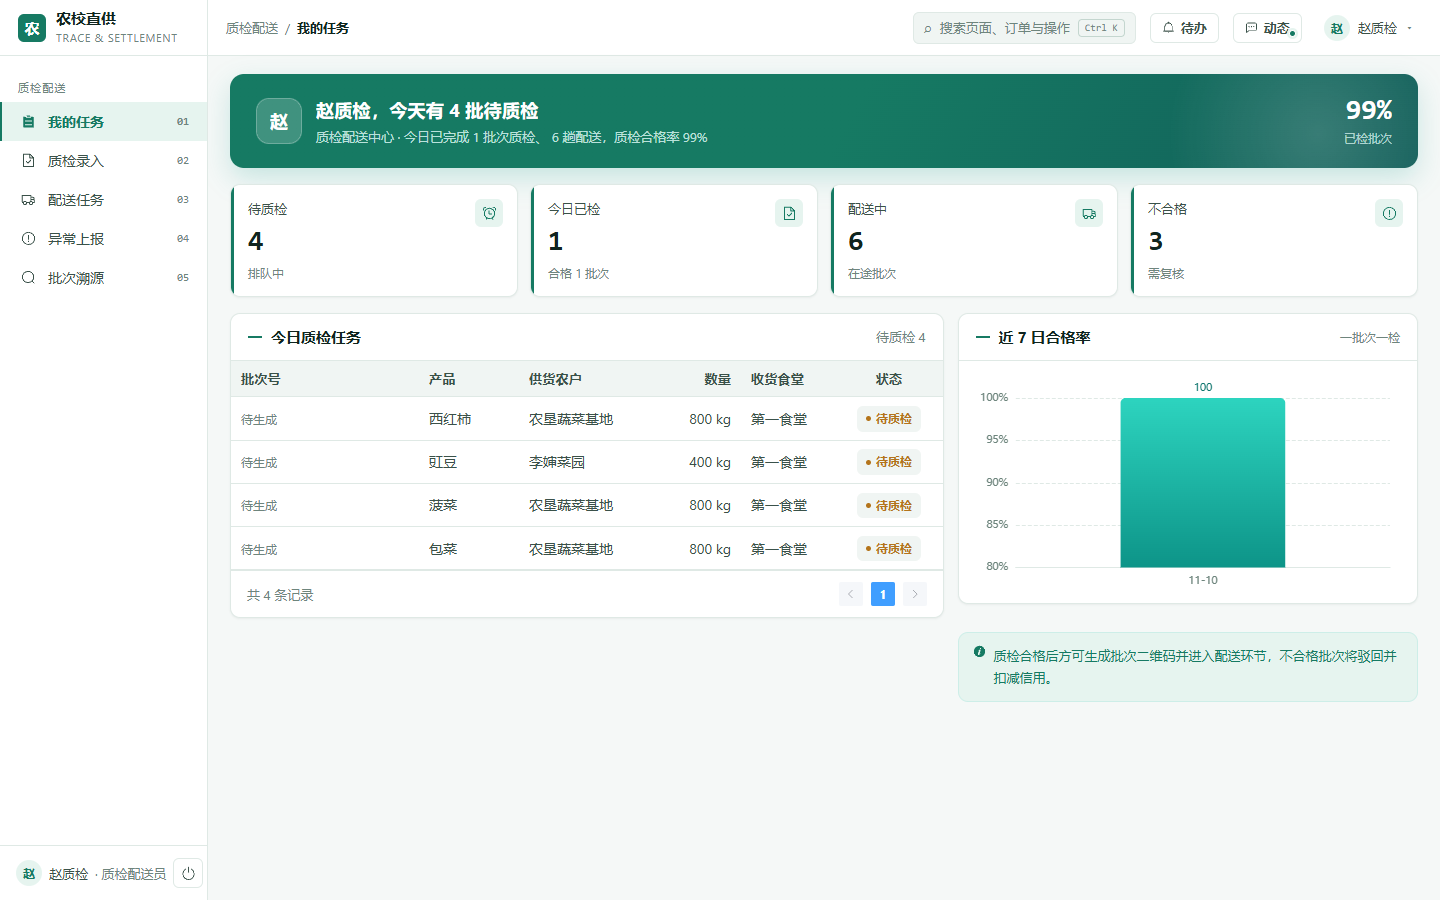 农
农校直供
TRACE & SETTLEMENT
质检配送 / 我的任务
搜索页面、订单与操作
Ctrl K
待办
动态
赵
赵质检
质检配送
我的任务 01
质检录入 02
配送任务 03
异常上报 04
批次溯源 05
赵
赵质检，今天有 4 批待质检
质检配送中心 · 今日已完成 1 批次质检、 6 趟配送，质检合格率 99%
99%
已检批次
待质检
4
排队中
今日已检
1
合格 1 批次
配送中
6
在途批次
不合格
3
需复核
今日质检任务
待质检 4
批次号 产品 供货农户 数量 收货食堂 状态
待生成 西红柿 农垦蔬菜基地 800 kg 第一食堂 待质检
待生成 豇豆 李婶菜园 400 kg 第一食堂 待质检
待生成 菠菜 农垦蔬菜基地 800 kg 第一食堂 待质检
待生成 包菜 农垦蔬菜基地 800 kg 第一食堂 待质检
共 4 条记录
1
近 7 日合格率
一批次一检
100
100%
95%
90%
85%
80%
11-10
质检合格后方可生成批次二维码并进入配送环节，不合格批次将驳回并
扣减信用。
赵
赵质检 · 质检配送员